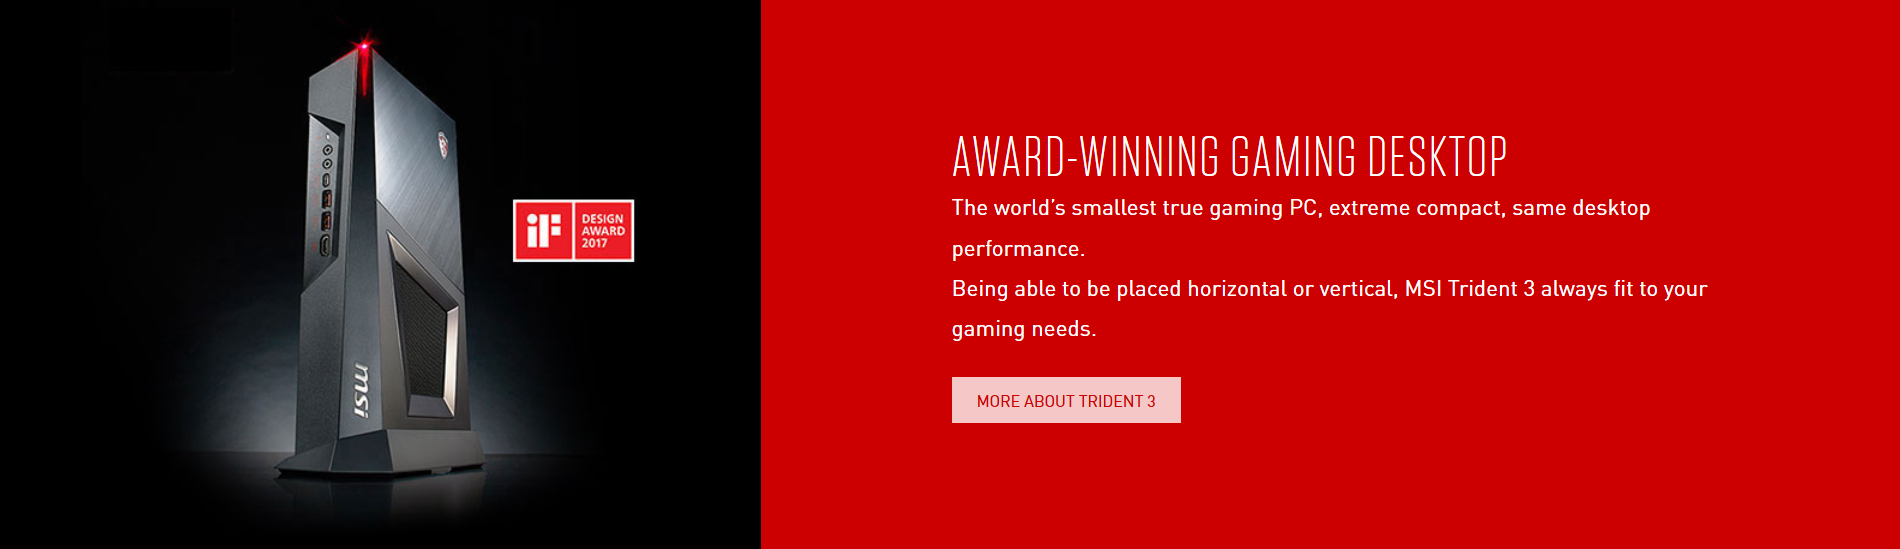 iF
DESIGN
AWARD
2017
msi
AWARD-WINNING GAMING DESKTOP
The world’s smallest true gaming PC, extreme compact, same desktop
performance.
Being able to be placed horizontal or vertical, MSI Trident 3 always fit to your
gaming needs.
MORE ABOUT TRIDENT 3